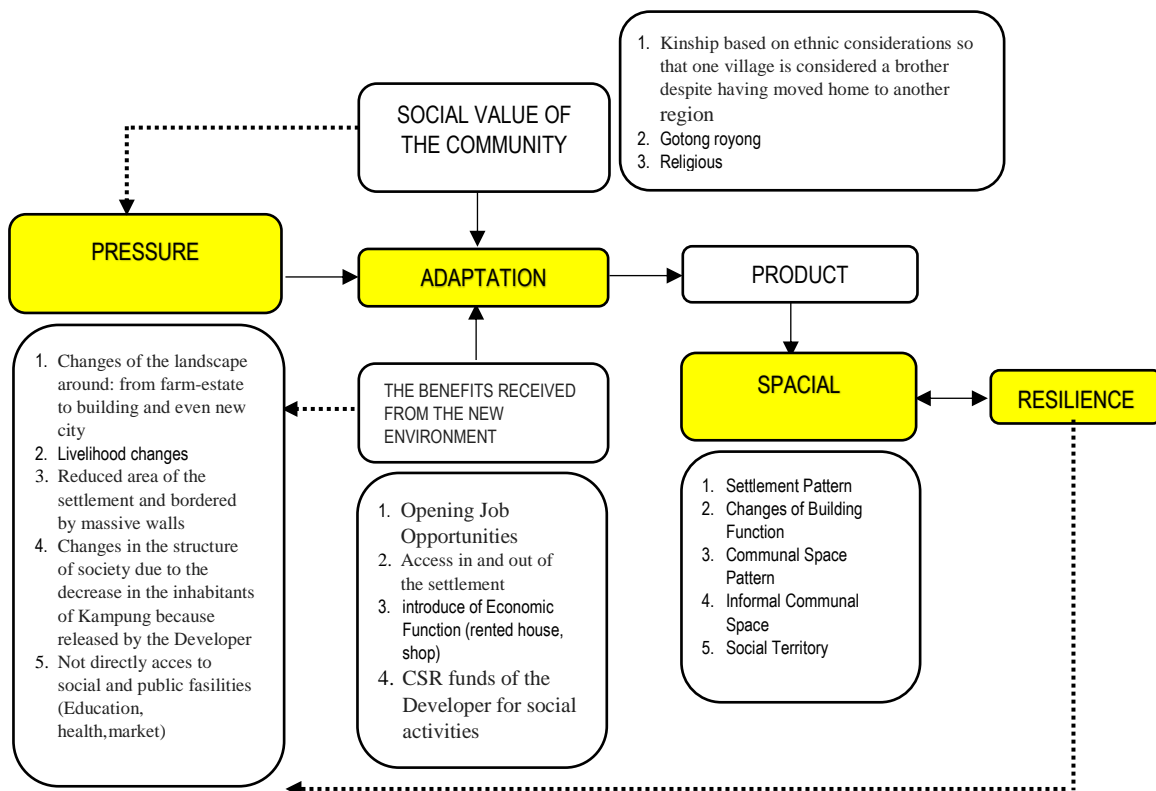 SOCIAL VALUE OF
THE COMMUNITY
1. Kinship based on ethnic considerations so
that one village is considered a brother
despite having moved home to another
region
2. Gotong royong
3. Religious
PRESSURE
ADAPTATION
PRODUCT
1. Changes of the landscape
around: from farm-estate
to building and even new
city
2. Livelihood changes
3. Reduced area of the
settlement and bordered
by massive walls
4. Changes in the structure
of society due to the
decrease in the inhabitants
of Kampung because
released by the Developer
5. Not directly acces to
social and public facilities
(Education,
health,market)
THE BENEFITS RECEIVED
FROM THE NEW
ENVIRONMENT
1. Opening Job
Opportunities
2. Access in and out of
the settlement
3. introduce of Economic
Function (rented house,
shop)
4. CSR funds of the
Developer for social
activities
SPACIAL
RESILIENCE
1. Settlement Pattern
2. Changes of Building
Function
3. Communal Space
Pattern
4. Informal Communal
Space
5. Social Territory